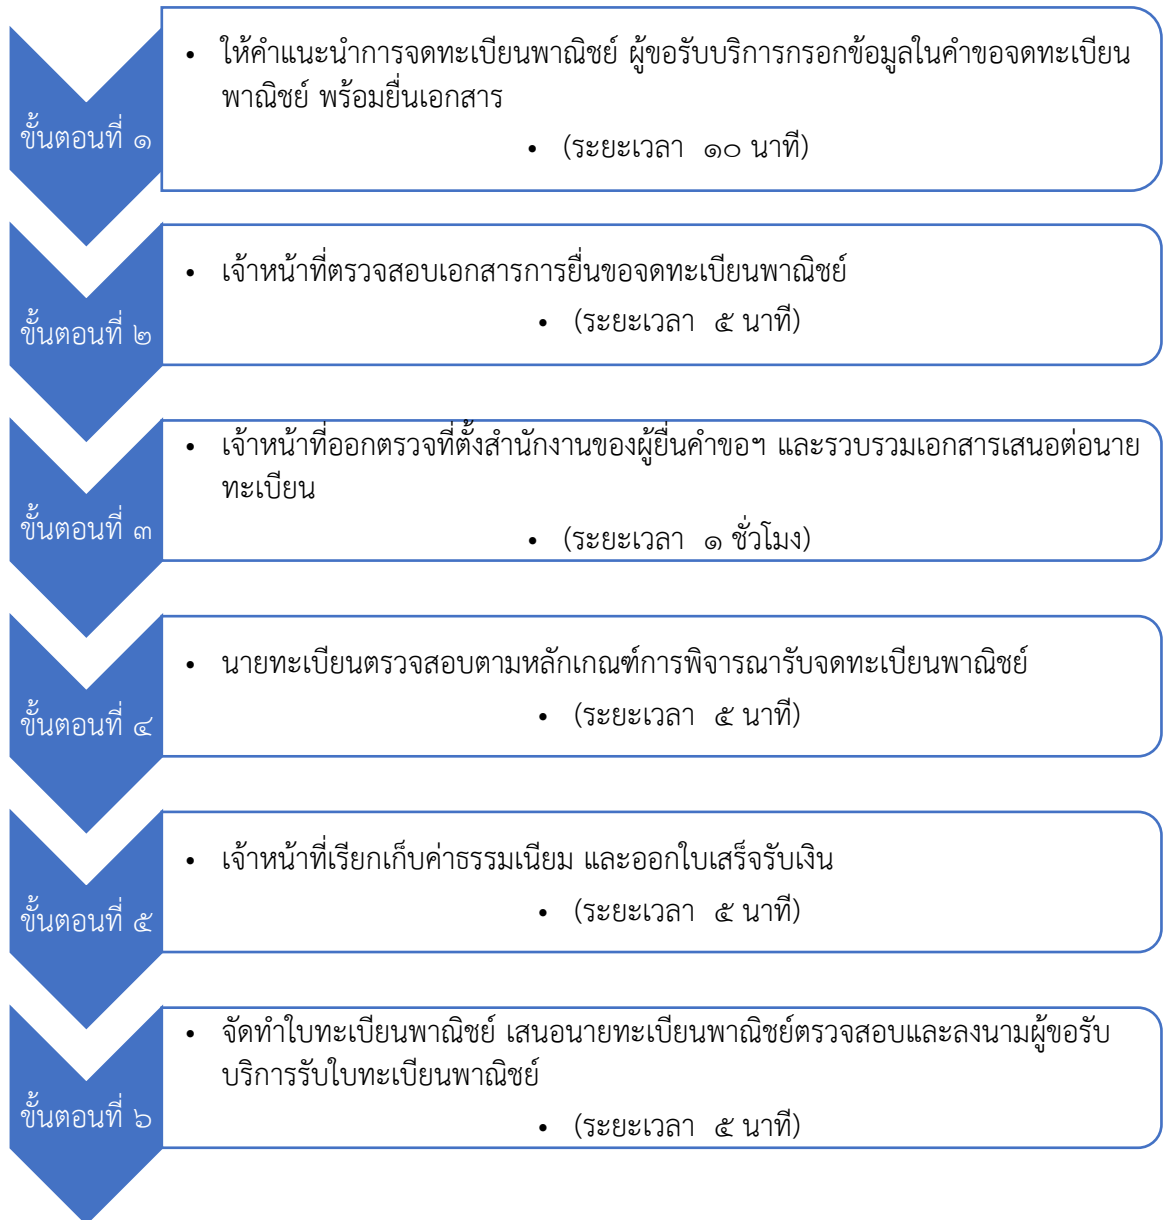 ขั้นตอนที่ ๑
• ให้คำแนะนำการจดทะเบียนพาณิชย์ ผู้ขอรับบริการกรอกข้อมูลในคำขอจดทะเบียน
พาณิชย์ พร้อมยื่นเอกสาร
• (ระยะเวลา ๑๐ นาที)
ขั้นตอนที่ ๒
• เจ้าหน้าที่ตรวจสอบเอกสารการยื่นขอจดทะเบียนพาณิชย์
• (ระยะเวลา ๕ นาที)
ขั้นตอนที่ ๓
• เจ้าหน้าที่ออกตรวจที่ตั้งสำนักงานของผู้ยื่นคำขอฯ และรวบรวมเอกสารเสนอต่อนาย
ทะเบียน
• (ระยะเวลา ๑ ชั่วโมง)
ขั้นตอนที่ ๔
• นายทะเบียนตรวจสอบตามหลักเกณฑ์การพิจารณารับจดทะเบียนพาณิชย์
• (ระยะเวลา ๕ นาที)
ขั้นตอนที่ ๕
• เจ้าหน้าที่เรียกเก็บค่าธรรมเนียม และออกใบเสร็จรับเงิน
• (ระยะเวลา ๕ นาที)
ขั้นตอนที่ ๖
• จัดทำใบทะเบียนพาณิชย์ เสนอนายทะเบียนพาณิชย์ตรวจสอบและลงนามผู้ขอรับ
บริการรับใบทะเบียนพาณิชย์
• (ระยะเวลา ๕ นาที)